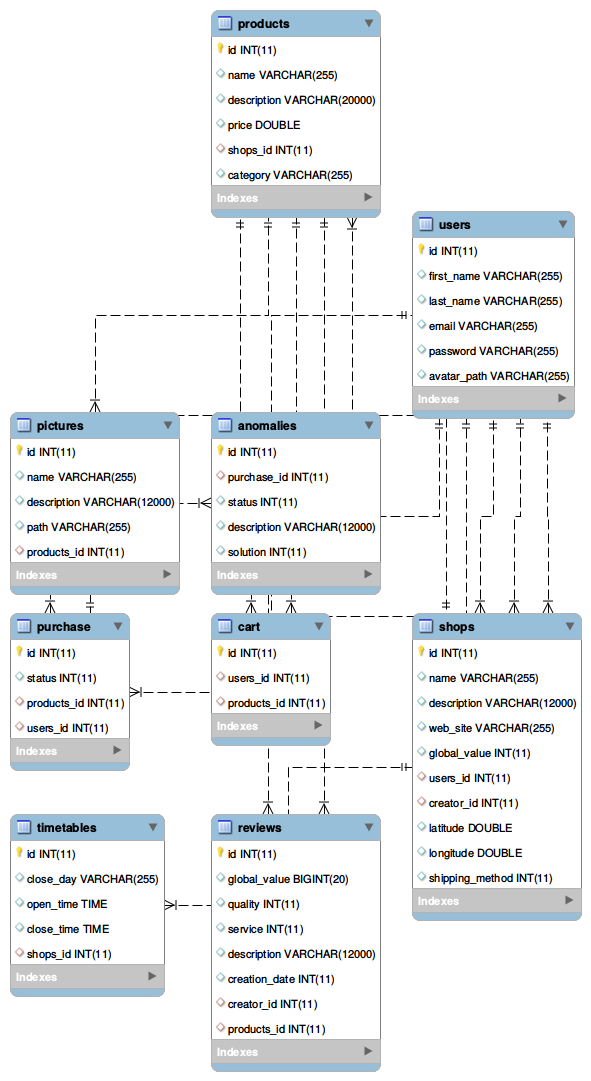 products
id INT(11)
name VARCHAR(255)
description VARCHAR(20000)
price DOUBLE
shops_id INT(11)
category VARCHAR(255)
Indexes
users
id INT(11)
first_name VARCHAR(255)
last_name VARCHAR(255)
email VARCHAR(255)
password VARCHAR(255)
avatar_path VARCHAR(255)
Indexes
pictures
id INT(11)
name VARCHAR(255)
description VARCHAR(12000)
path VARCHAR(255)
products_id INT(11)
Indexes
anomalies
id INT(11)
purchase_id INT(11)
status INT(11)
description VARCHAR(12000)
solution INT(11)
Indexes
purchase
id INT(11)
status INT(11)
products_id INT(11)
users_id INT(11)
Indexes
cart
id INT(11)
users_id INT(11)
products_id INT(11)
Indexes
shops
id INT(11)
name VARCHAR(255)
description VARCHAR(12000)
web_site VARCHAR(255)
global_value INT(11)
users_id INT(11)
creator_id INT(11)
latitude DOUBLE
longitude DOUBLE
shipping_method INT(11)
Indexes
timetables
id INT(11)
close_day VARCHAR(255)
open_time TIME
close_time TIME
shops_id INT(11)
Indexes
reviews
id INT(11)
global_value BIGINT(20)
quality INT(11)
service INT(11)
description VARCHAR(12000)
creation_date INT(11)
creator_id INT(11)
products_id INT(11)
Indexes